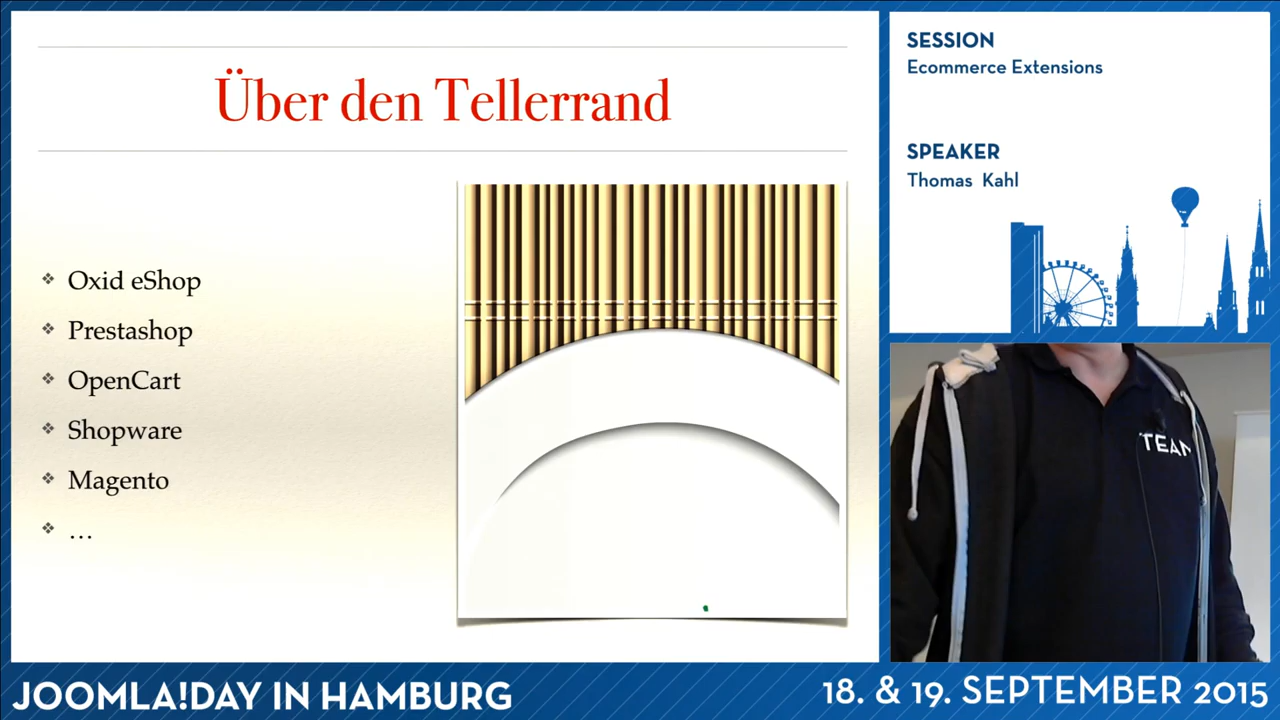 Über den Tellerrand
Oxid eShop
Prestashop
OpenCart
Shopware
Magento
...
SESSION
Ecommerce Extensions
SPEAKER
Thomas Kahl
TEAM
JOOMLA!DAY IN HAMBURG
18. & 19. SEPTEMBER 2015